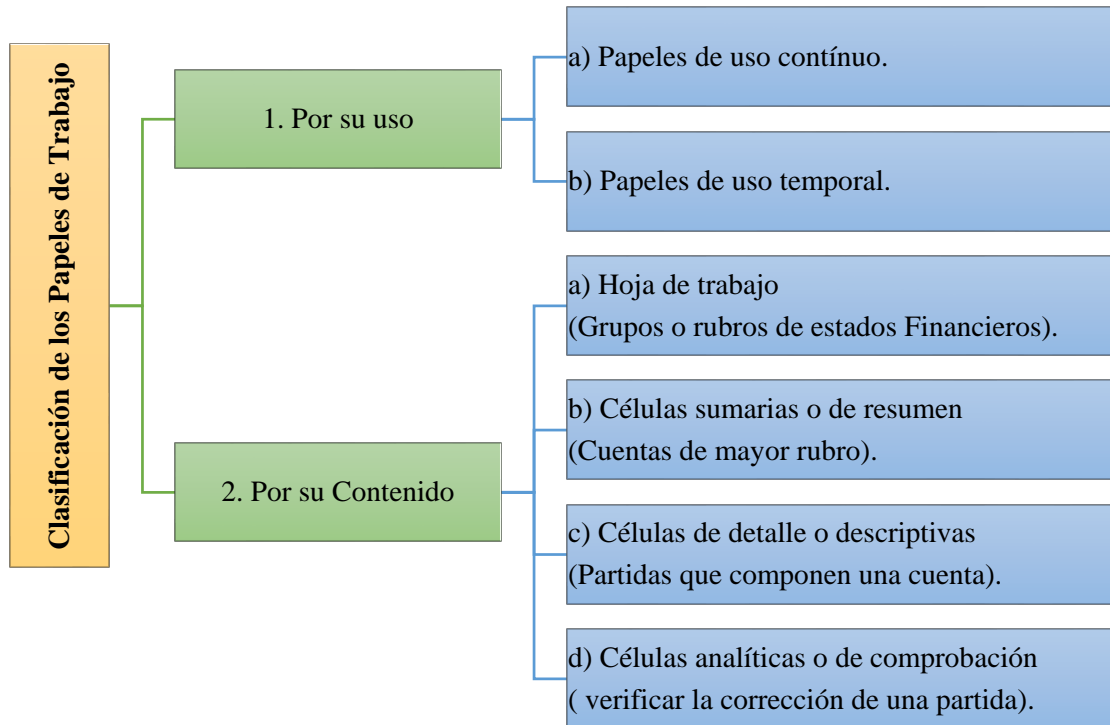 Clasificación de los Papeles de Trabajo
1. Por su uso
a) Papeles de uso contínuo.
b) Papeles de uso temporal.
2. Por su Contenido
a) Hoja de trabajo
(Grupos o rubros de estados Financieros).
b) Células sumarias o de resumen
(Cuentas de mayor rubro).
c) Células de detalle o descriptivas
(Partidas que componen una cuenta).
d) Células analíticas o de comprobación
( verificar la corrección de una partida).